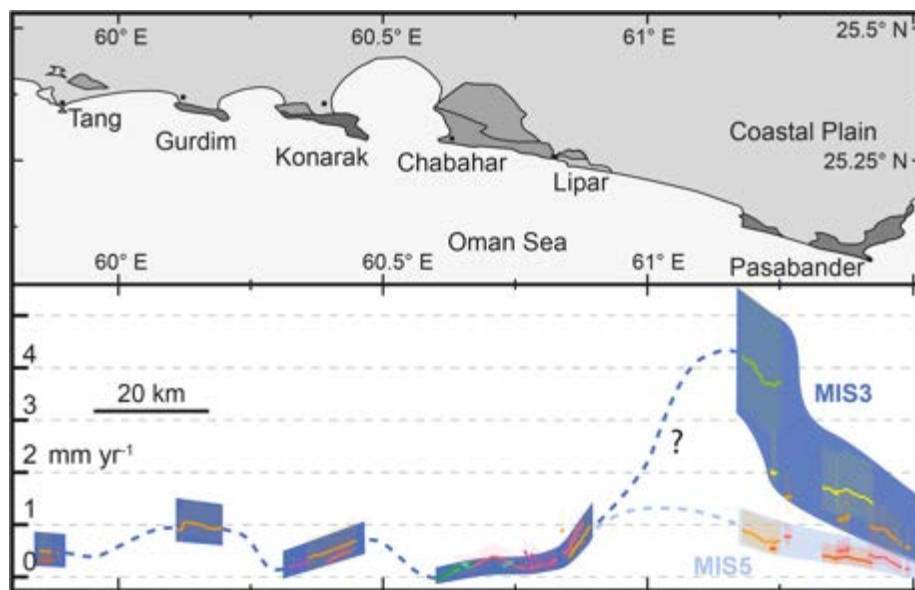 60° E
60.5° E
61° E
25.5° N
Tang
Gurdim
Konarak
Chabahar
Lipar
Coastal Plain
25.25° N
Oman Sea
60° E
60.5° E
61° E
Pasabander
4
20 km
MIS3
3
?
2 mm yr⁻¹
1
MIS5
0